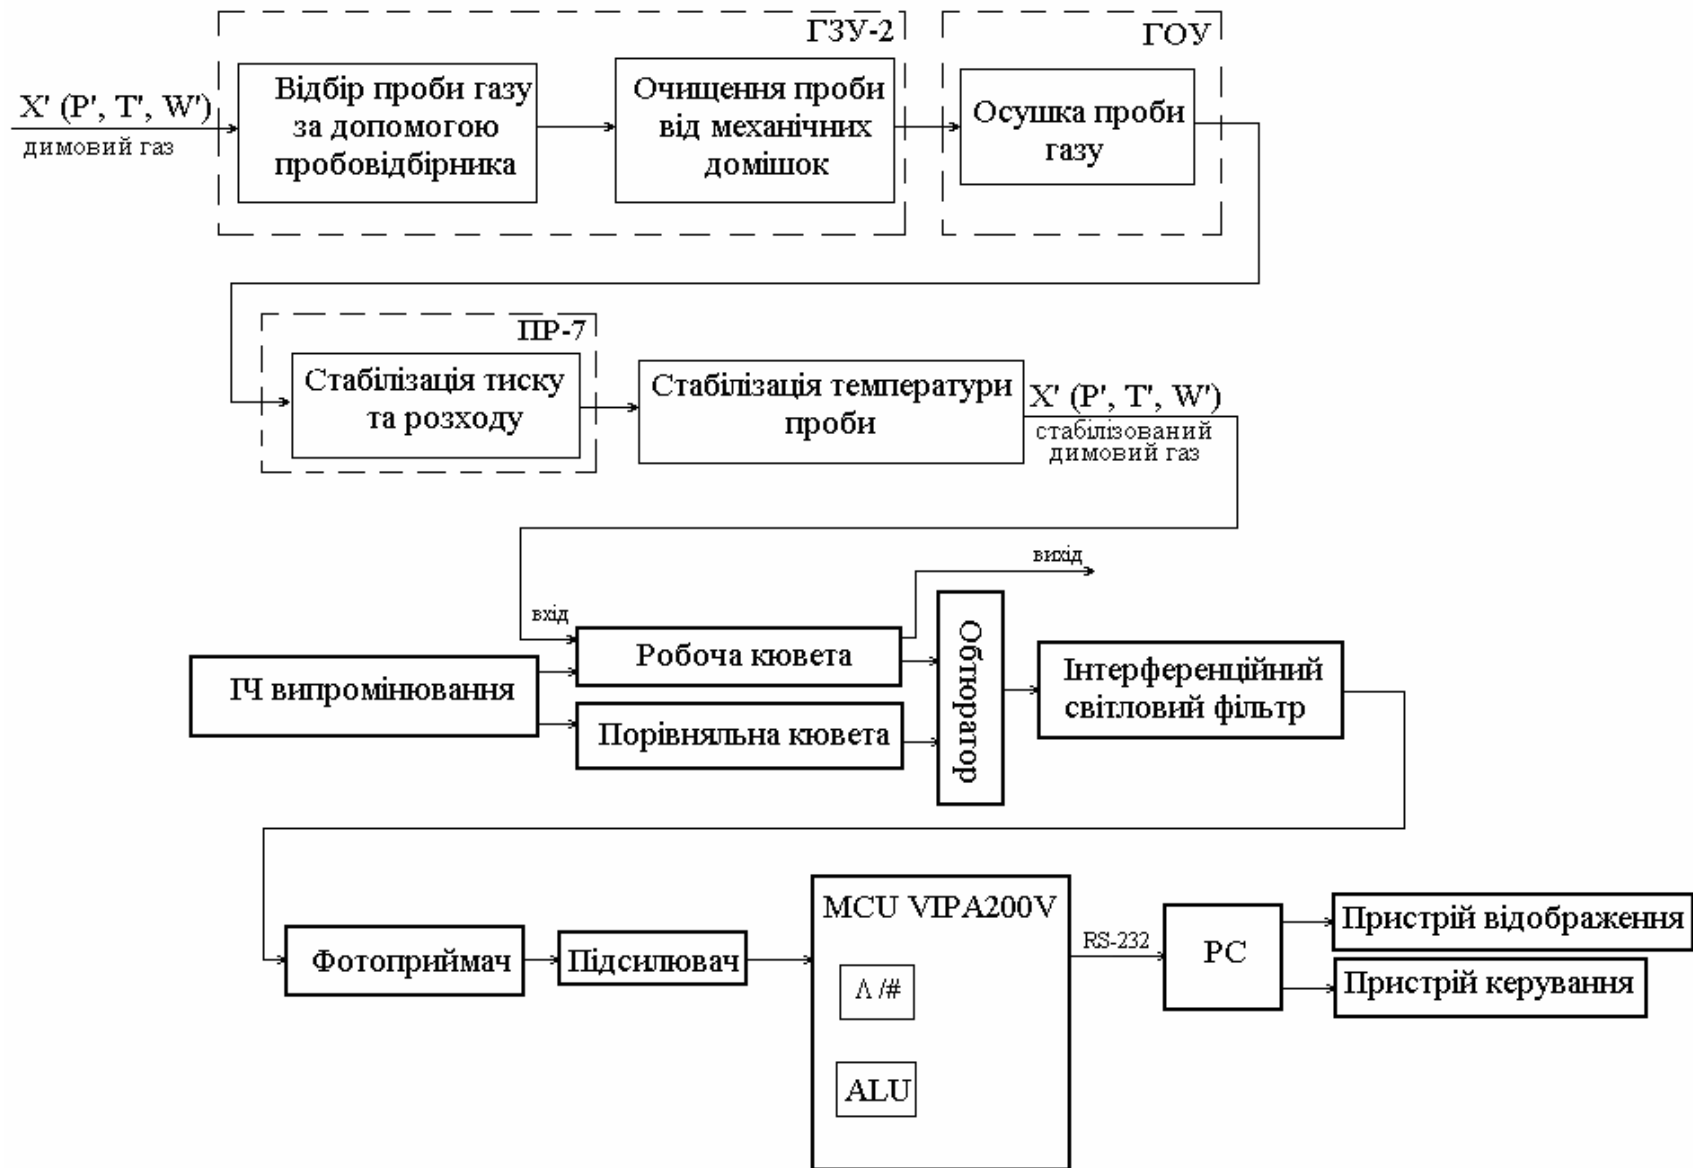 ГЗУ-2
ГОУ
X' (P', T', W')
димовий газ
Відбір проби газу
за допомогою
пробовідбірника
Очищення проби
від механічних
домішок
Осушка проби
газу
ПР-7
Стабілізація тиску
та розходу
Стабілізація температури
проби
X' (P', T', W')
стабілізований
димовий газ
вхід
вихід
ІЧ випромінювання
Робоча кювета
Порівняльна кювета
Обтюратор
Інтерференційний
світловий фільтр
Фотоприймач
Підсилювач
MCU VIPA200V
Λ /#
ALU
RS-232
PC
Пристрій відображення
Пристрій керування